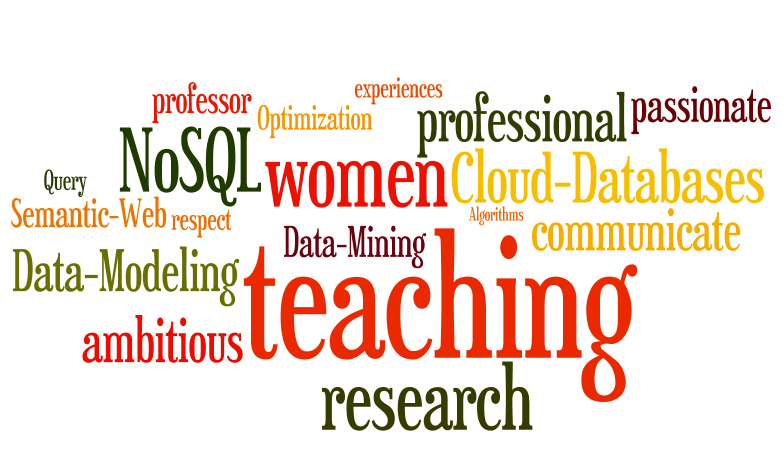 experiences
professor
Optimization
professional
passionate
NoSQL
women
Cloud-Databases
Query
Semantic-Web
respect
Algorithms
communicate
Data-Mining
Data-Modeling
teaching
ambitious
research